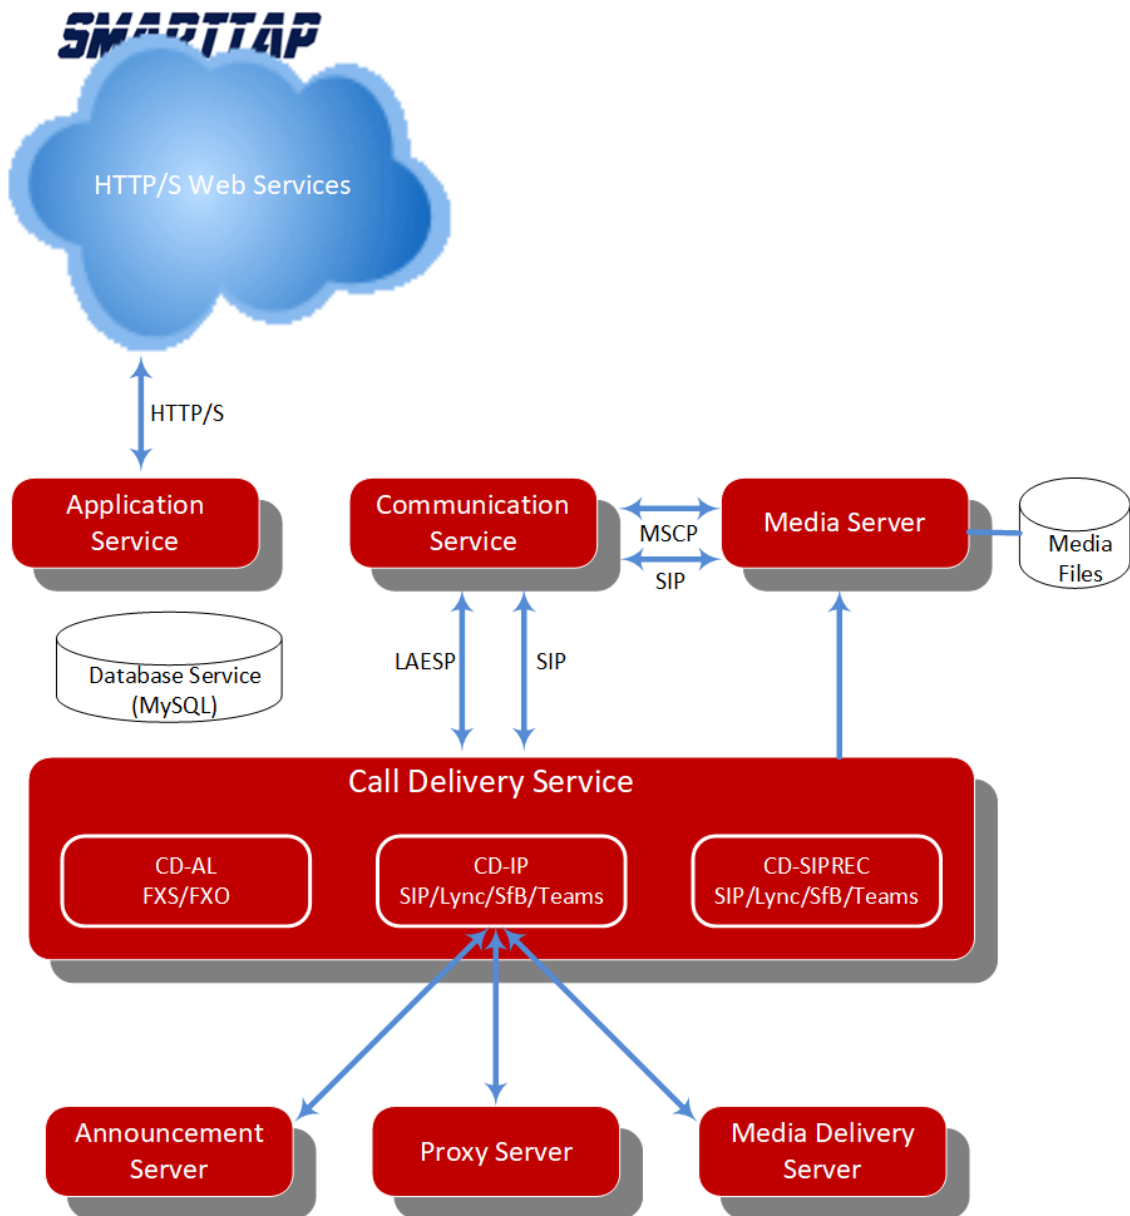 SMARTTAP
HTTP/S Web Services
HTTP/S
Application
Service
Communication
Service
MSCP
SIP
Media Server
Media
Files
Database Service
(MySQL)
LAESP
SIP
Call Delivery Service
CD-AL
FXS/FXO
CD-IP
SIP/Lync/SfB/Teams
CD-SIPREC
SIP/Lync/SfB/Teams
Announcement
Server
Proxy Server
Media Delivery
Server